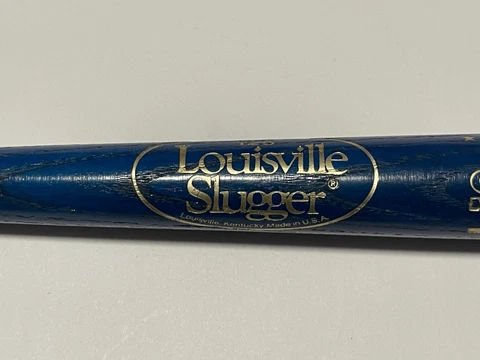 Louisville
Slugger®
Louisville, Kentucky Made in U.S.A.